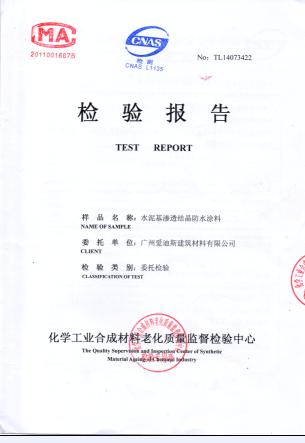 MA
2011001687B
CNAS
检测
CNAS L1135
No: TL14073422
检 验 报 告
TEST REPORT
样 品 名 称: 水泥基渗透结晶防水涂料
NAME OF SAMPLE
委 托 单 位: 广州爱迪斯建筑材料有限公司
CLIENT
检 验 类 别: 委托检验
CLASSIFICATION OF TEST
化学工业合成材料老化质量监督检验中心
The Quality Supervision and Inspection Center of Synthetic
Material Ageing of Chemical Industry